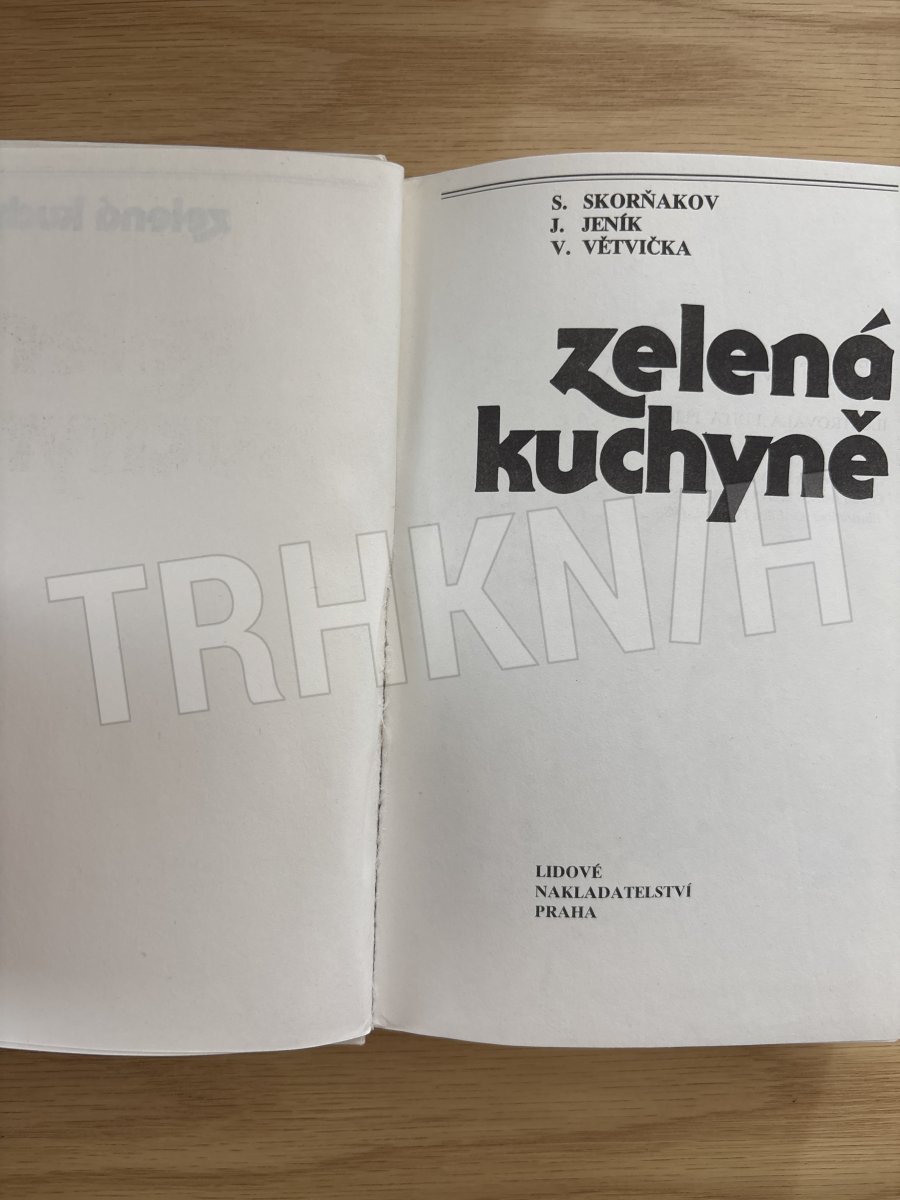 S. SKORŇAKOV
J. JENÍK
V. VĚTVIČKA
zelená
kuchyně
TRHKNIH
LIDOVÉ
NAKLADATELSTVÍ
PRAHA